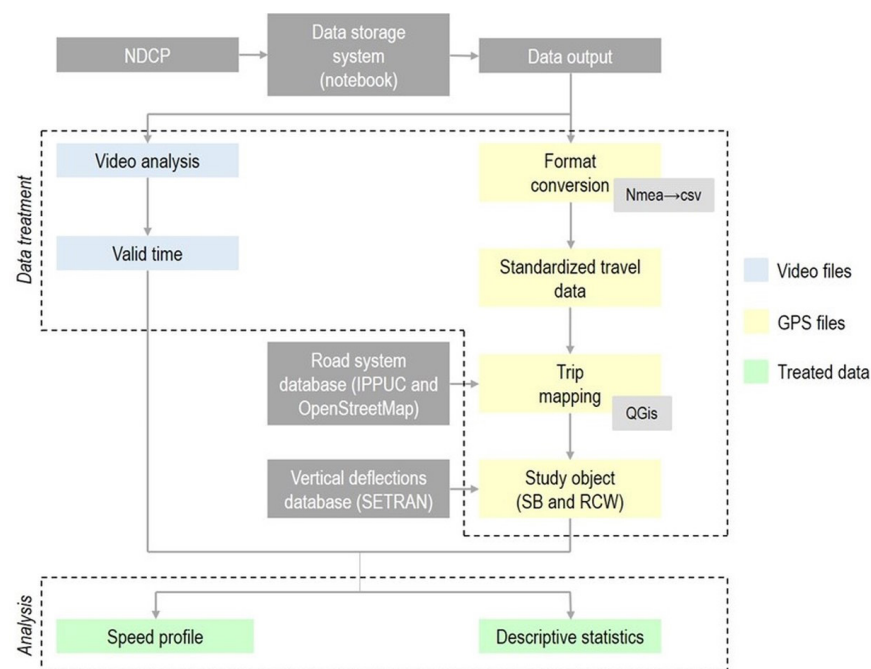 NDCP
Data storage
system
(notebook)
Data output
Data treatment
Video analysis
Format
conversion
Nmea→csv
Valid time
Standardized travel
data
Video files
GPS files
Treated data
Road system
database (IPPUC and
OpenStreetMap)
Trip
mapping
QGis
Vertical deflections
database (SETRAN)
Study object
(SB and RCW)
Analysis
Speed profile
Descriptive statistics